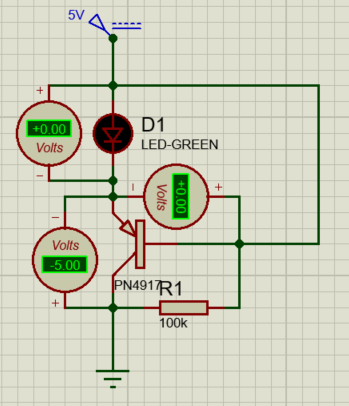 5V
+
+0.00
Volts
−
D1
LED-GREEN
−
+0.00
Volts
+
−
Volts
-5.00
+
PN4917
R1
100k